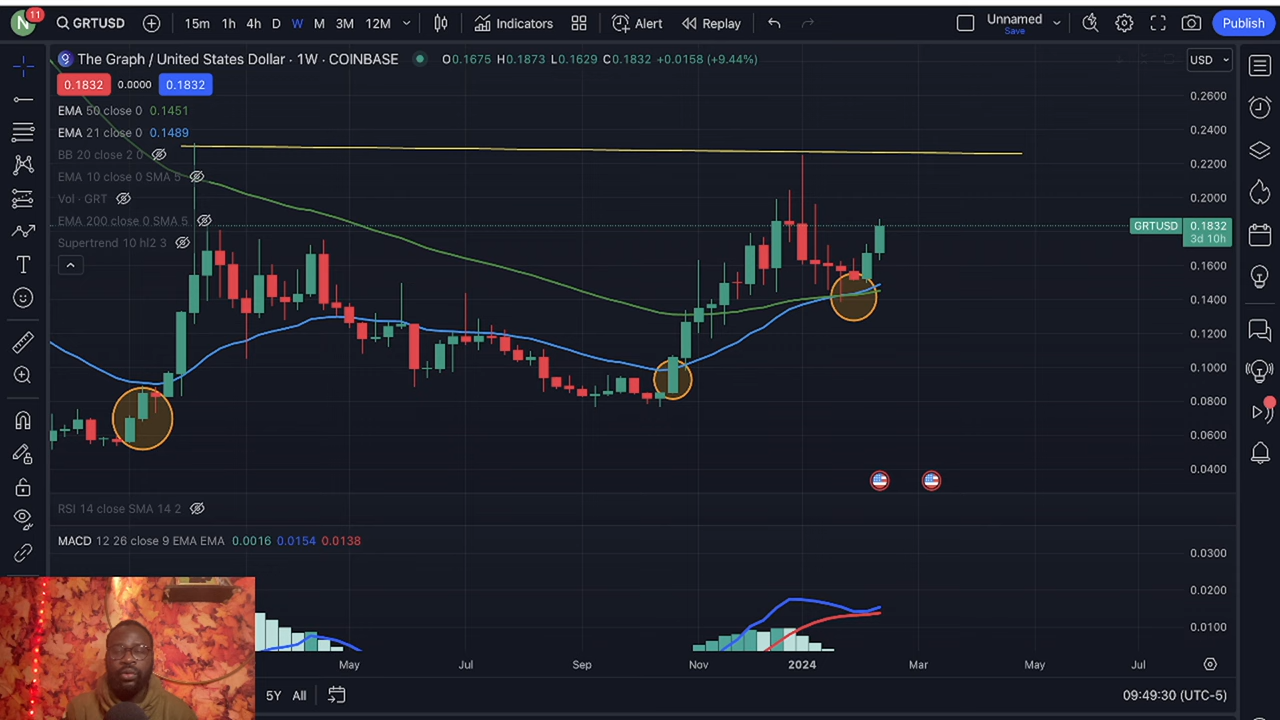 N 11 GRTUSD 15m 1h 4h D W M 3M 12M Indicators Alert Replay Unnamed Save Publish
The Graph / United States Dollar · 1W · COINBASE O0.1675 H0.1873 L0.1629 C0.1832 +0.0158 (+9.44%) USD
0.1832 0.0000 0.1832
EMA 50 close 0 0.1451
EMA 21 close 0 0.1489
BB 20 close 2 0
EMA 10 close 0 SMA 5
Vol · GRT
EMA 200 close 0 SMA 5
Supertrend 10 hl2 3
0.2600
0.2400
0.2200
0.2000
GRTUSD 0.1832
3d 10h
0.1600
0.1400
0.1200
0.1000
0.0800
0.0600
0.0400
RSI 14 close SMA 14 2
MACD 12 26 close 9 EMA EMA 0.0016 0.0154 0.0138
0.0300
0.0200
0.0100
May Jul Sep Nov 2024 Mar May Jul
5Y All 09:49:30 (UTC-5)